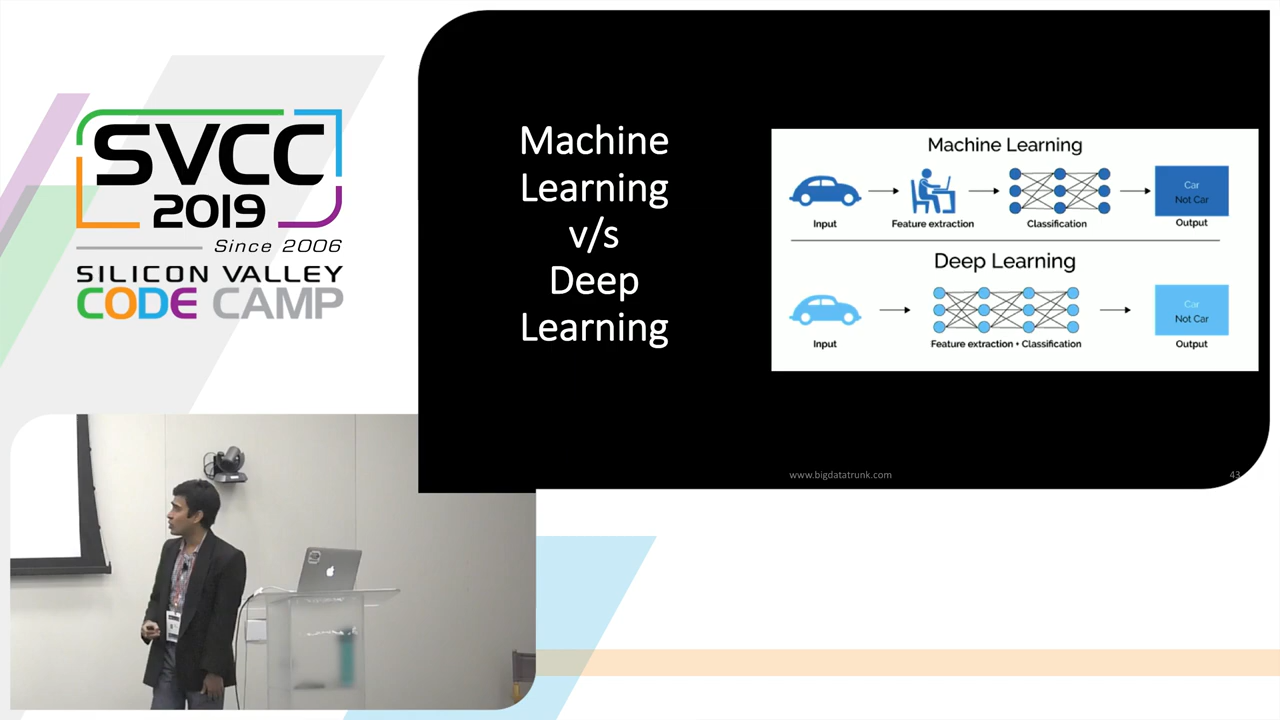 SVCC
2019
Since 2006
SILICON VALLEY
CODE CAMP
Machine
Learning
v/s
Deep
Learning
Machine Learning
Input
Feature extraction
Classification
Car
Not Car
Output
Deep Learning
Input
Feature extraction + Classification
Car
Not Car
Output
www.bigdatatrunk.com
43